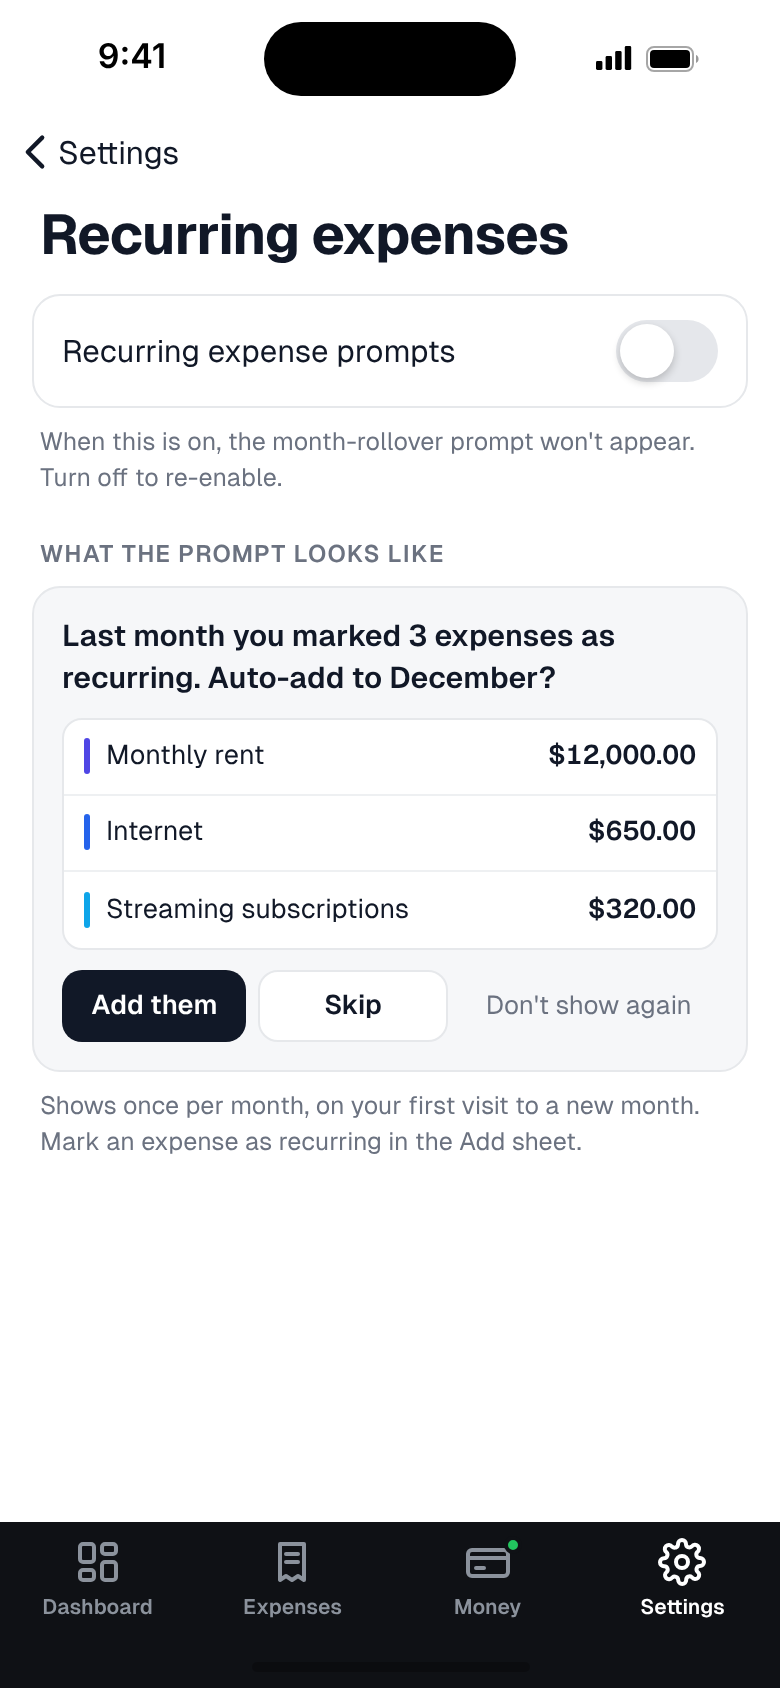 9:41
Settings
Recurring expenses
Recurring expense prompts
When this is on, the month-rollover prompt won't appear.
Turn off to re-enable.
WHAT THE PROMPT LOOKS LIKE
Last month you marked 3 expenses as
recurring. Auto-add to December?
Monthly rent $12,000.00
Internet $650.00
Streaming subscriptions $320.00
Add them Skip Don't show again
Shows once per month, on your first visit to a new month.
Mark an expense as recurring in the Add sheet.
Dashboard Expenses Money Settings